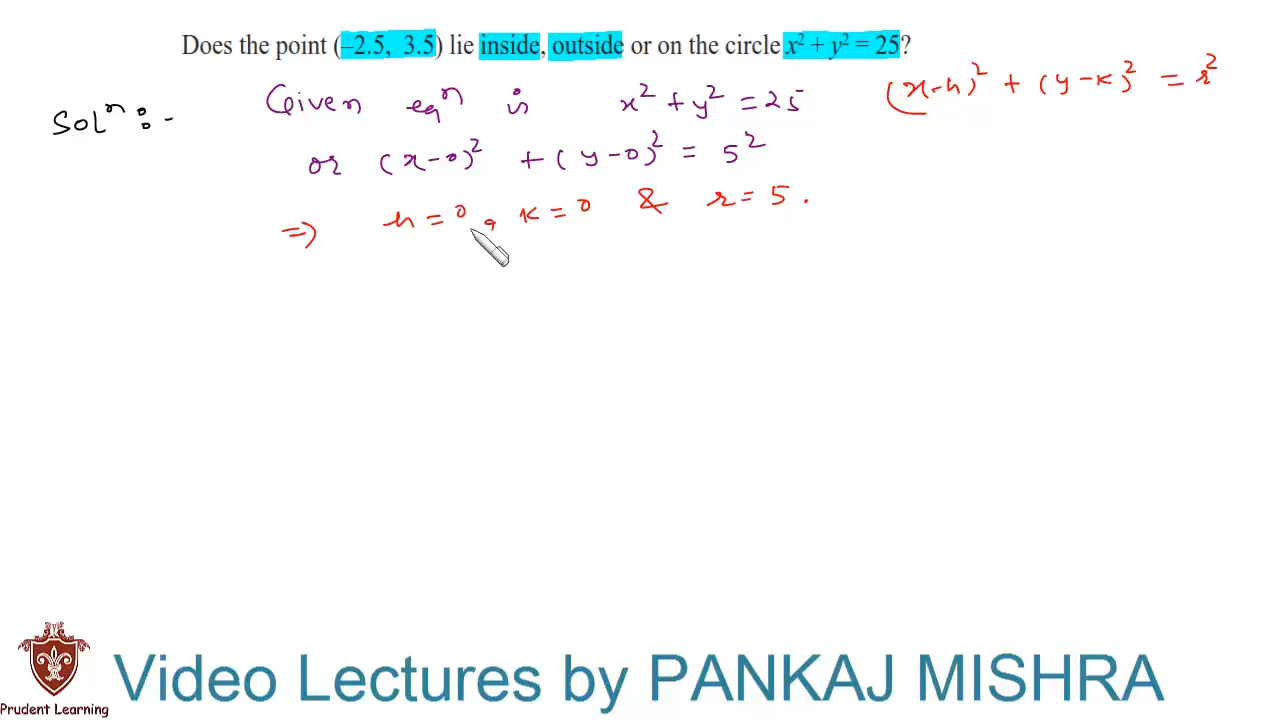 Does the point (–2.5, 3.5) lie inside, outside or on the circle x² + y² = 25?
(x-h)² + (y-k)² = r²
Solⁿ :- Given eqⁿ is x² + y² = 25
or (x-0)² + (y-0)² = 5²
=> h = 0, k = 0 & r = 5.
Video Lectures by PANKAJ MISHRA
Prudent Learning